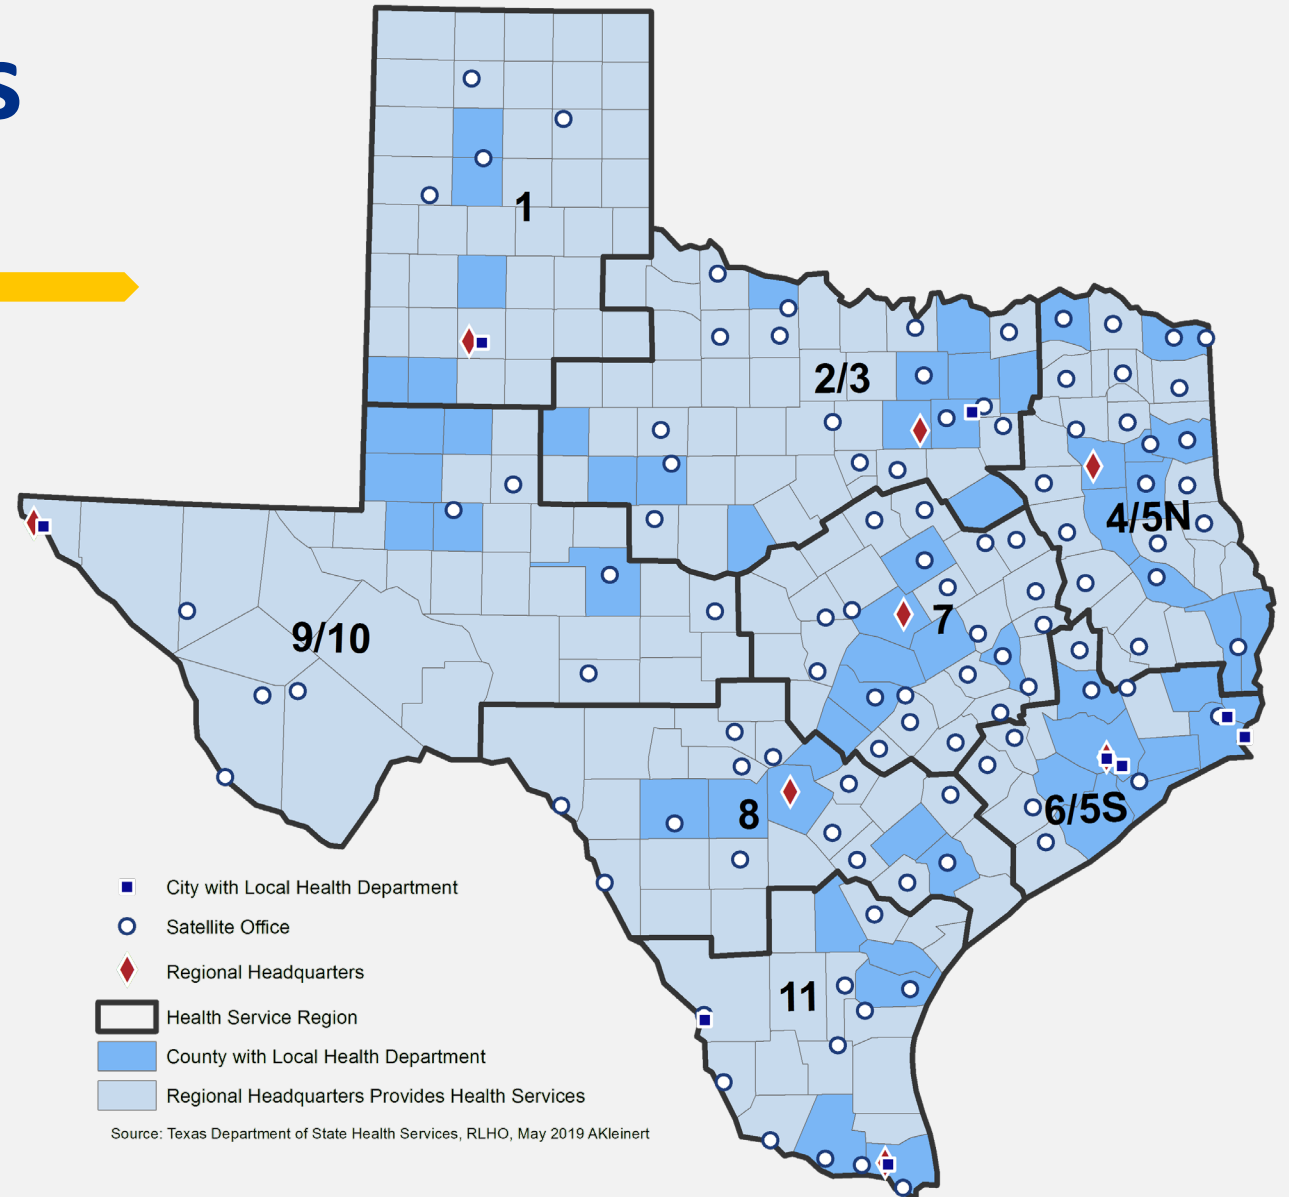 s
1
2/3
4/5N
9/10
7
8
6/5S
11
City with Local Health Department
Satellite Office
Regional Headquarters
Health Service Region
County with Local Health Department
Regional Headquarters Provides Health Services
Source: Texas Department of State Health Services, RLHO, May 2019 AKleinert